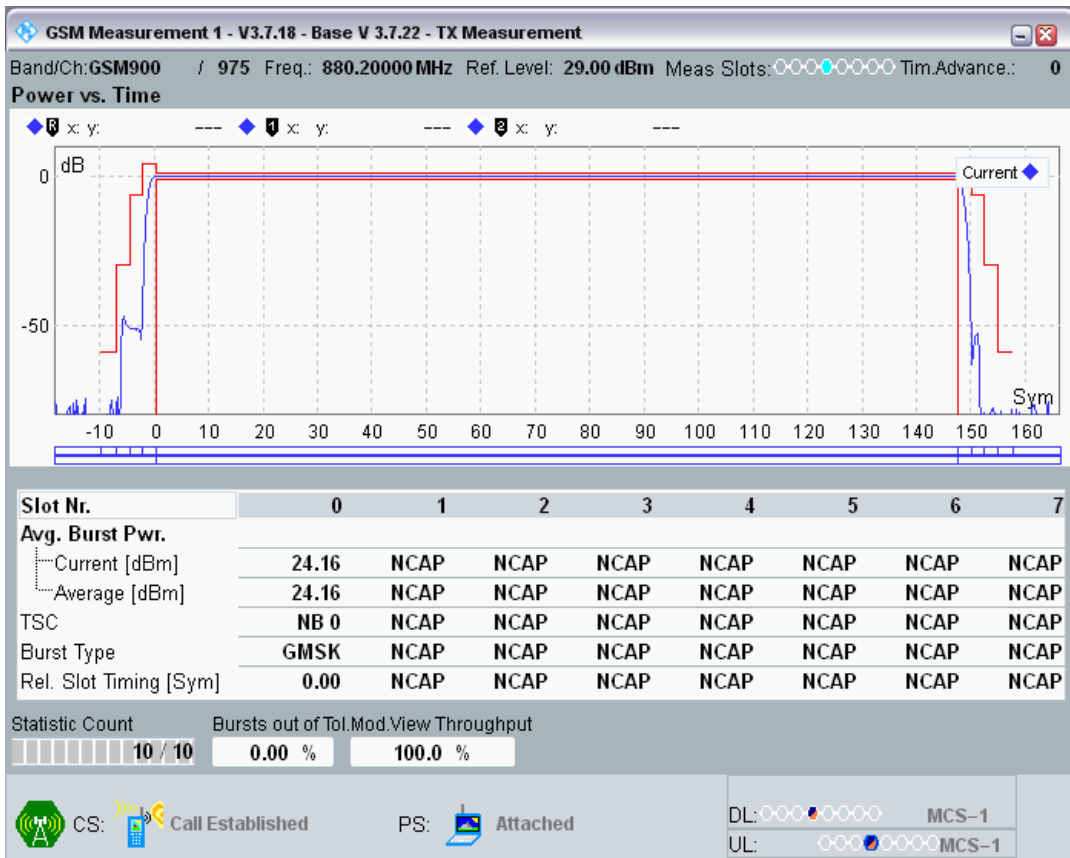 GSM Measurement 1 - V3.7.18 - Base V 3.7.22 - TX Measurement
Band/Ch:GSM900 / 975 Freq.: 880.20000 MHz Ref. Level: 29.00 dBm Meas Slots: Tim.Advance.: 0
Power vs. Time
R x: y: --- 1 x: y: --- 2 x: y: ---
dB
Current
0
-50
Sym
-10 0 10 20 30 40 50 60 70 80 90 100 110 120 130 140 150 160
Slot Nr. 0 1 2 3 4 5 6 7
Avg. Burst Pwr.
Current [dBm] 24.16 NCAP NCAP NCAP NCAP NCAP NCAP NCAP
Average [dBm] 24.16 NCAP NCAP NCAP NCAP NCAP NCAP NCAP
TSC NB 0 NCAP NCAP NCAP NCAP NCAP NCAP NCAP
Burst Type GMSK NCAP NCAP NCAP NCAP NCAP NCAP NCAP
Rel. Slot Timing [Sym] 0.00 NCAP NCAP NCAP NCAP NCAP NCAP NCAP
Statistic Count Bursts out of Tol.Mod.View Throughput
10 / 10 0.00 % 100.0 %
CS: Call Established PS: Attached
DL: MCS-1
UL: MCS-1